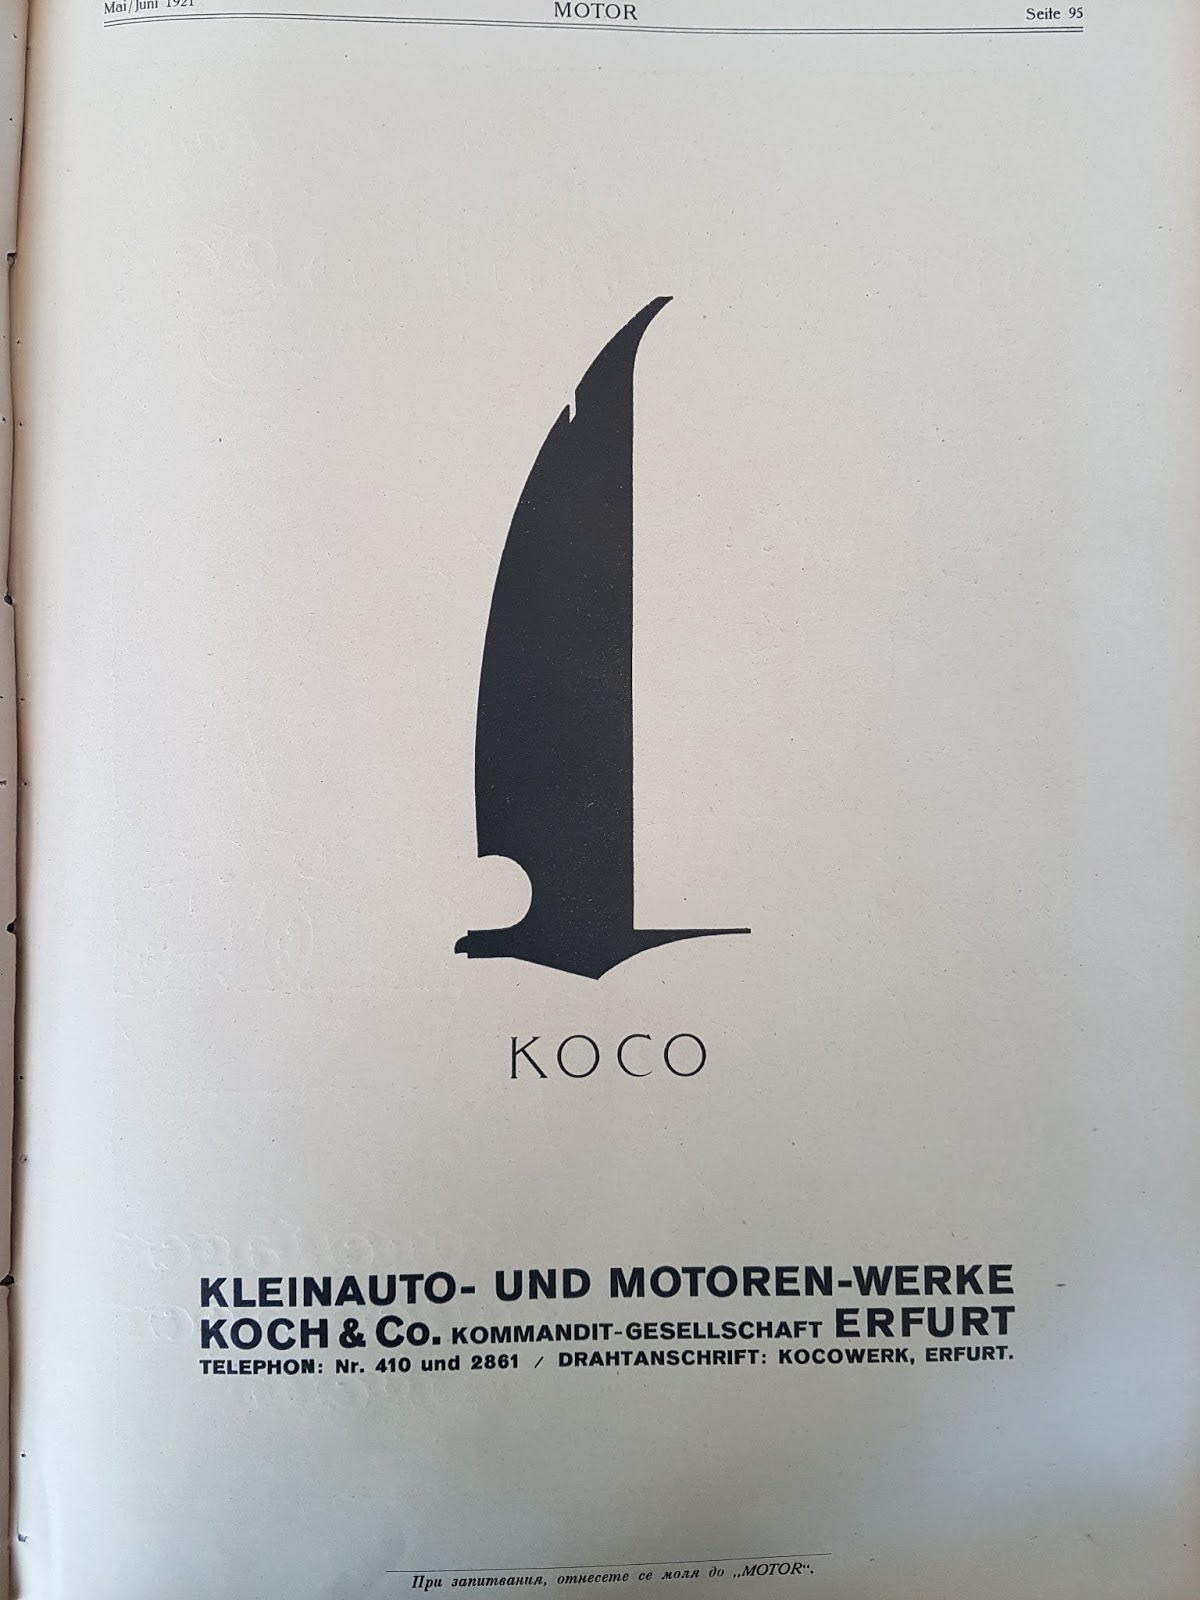 Mai/Juni 1921
MOTOR
Seite 95
KOCO
KLEINAUTO- UND MOTOREN-WERKE
KOCH & Co. KOMMANDIT-GESELLSCHAFT ERFURT
TELEPHON: Nr. 410 und 2861 / DRAHTANSCHRIFT: KOCOWERK, ERFURT.
При запитвания, отнесете се моля до „MOTOR“.